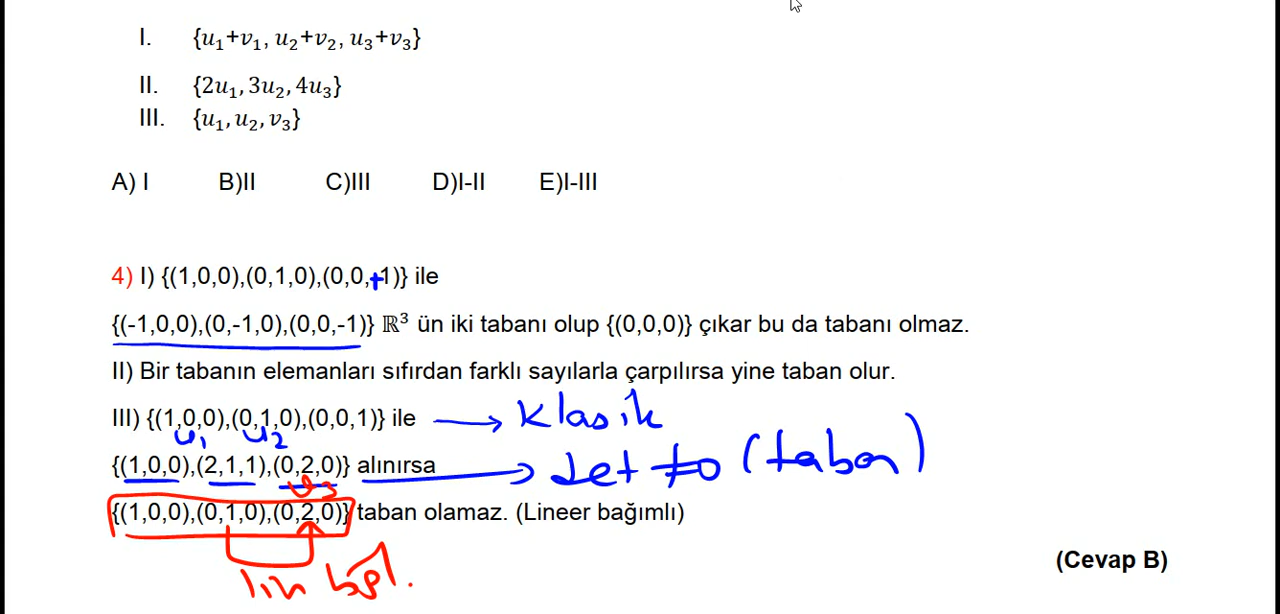 I. {u₁+v₁, u₂+v₂, u₃+v₃}
II. {2u₁, 3u₂, 4u₃}
III. {u₁, u₂, v₃}
A) I B)II C)III D)I-II E)I-III
4) I) {(1,0,0),(0,1,0),(0,0,+1)} ile
{(-1,0,0),(0,-1,0),(0,0,-1)} ℝ³ ün iki tabanı olup {(0,0,0)} çıkar bu da tabanı olmaz.
II) Bir tabanın elemanları sıfırdan farklı sayılarla çarpılırsa yine taban olur.
III) {(1,0,0),(0,1,0),(0,0,1)} ile → klasik
u₁ u₂
{(1,0,0),(2,1,1),(0,2,0)} alınırsa → det ≠0 (taban)
v₃
{(1,0,0),(0,1,0),(0,2,0)} taban olamaz. (Lineer bağımlı)
lin bğl.
(Cevap B)